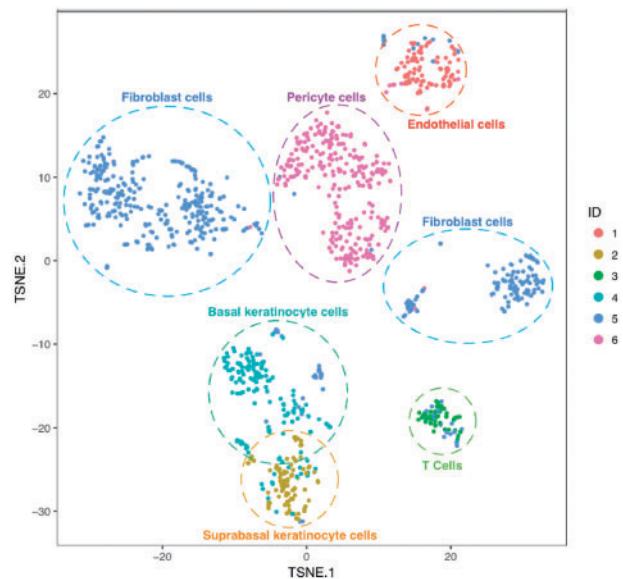 Fibroblast cells
Pericyte cells
Endothelial cells
Fibroblast cells
Basal keratinocyte cells
T Cells
Suprabasal keratinocyte cells
TSNE.2
20
10
0
−10
−20
−30
−20
0
20
TSNE.1
ID
1
2
3
4
5
6